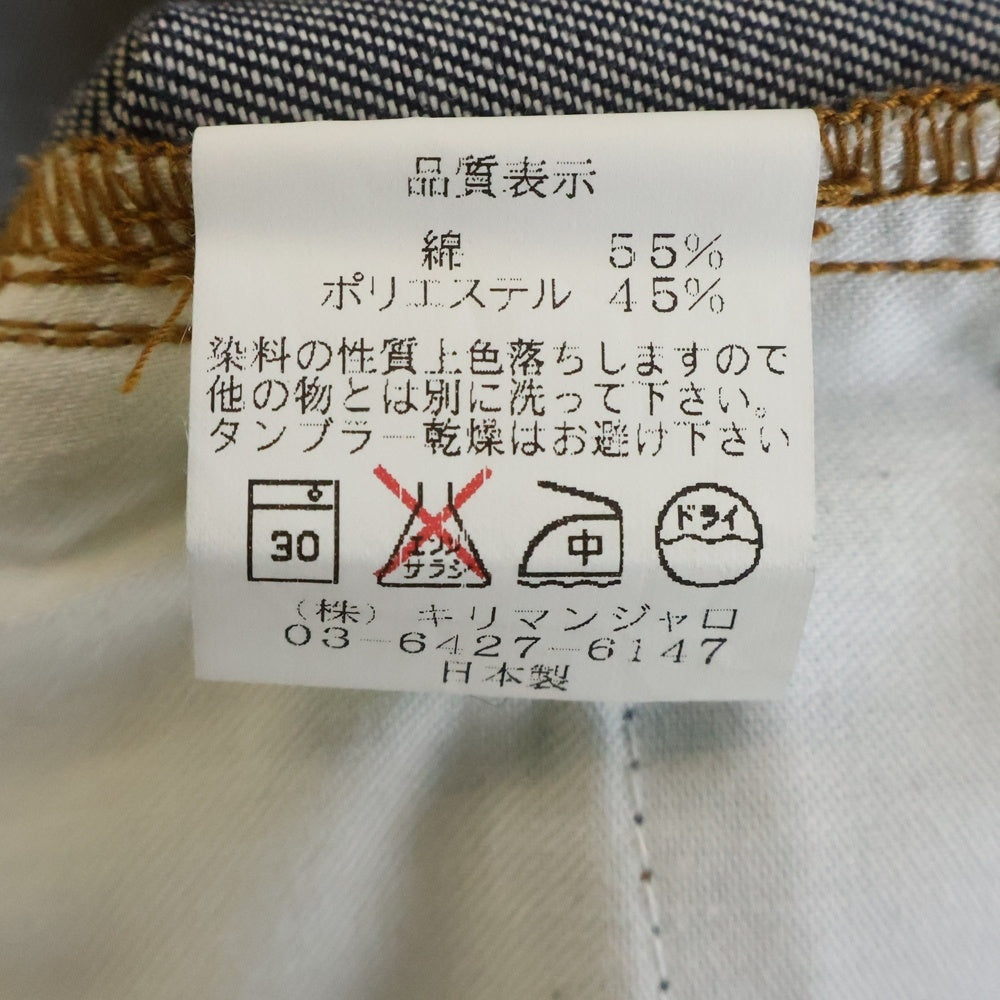 品質表示
綿 55%
ポリエステル 45%
染料の性質上色落ちしますので
他の物とは別に洗って下さい。
タンブラー乾燥はお避け下さい
30 エンソサラシ 中 ドライ
（株）キリマンジャロ
03-6427-6147
日本製